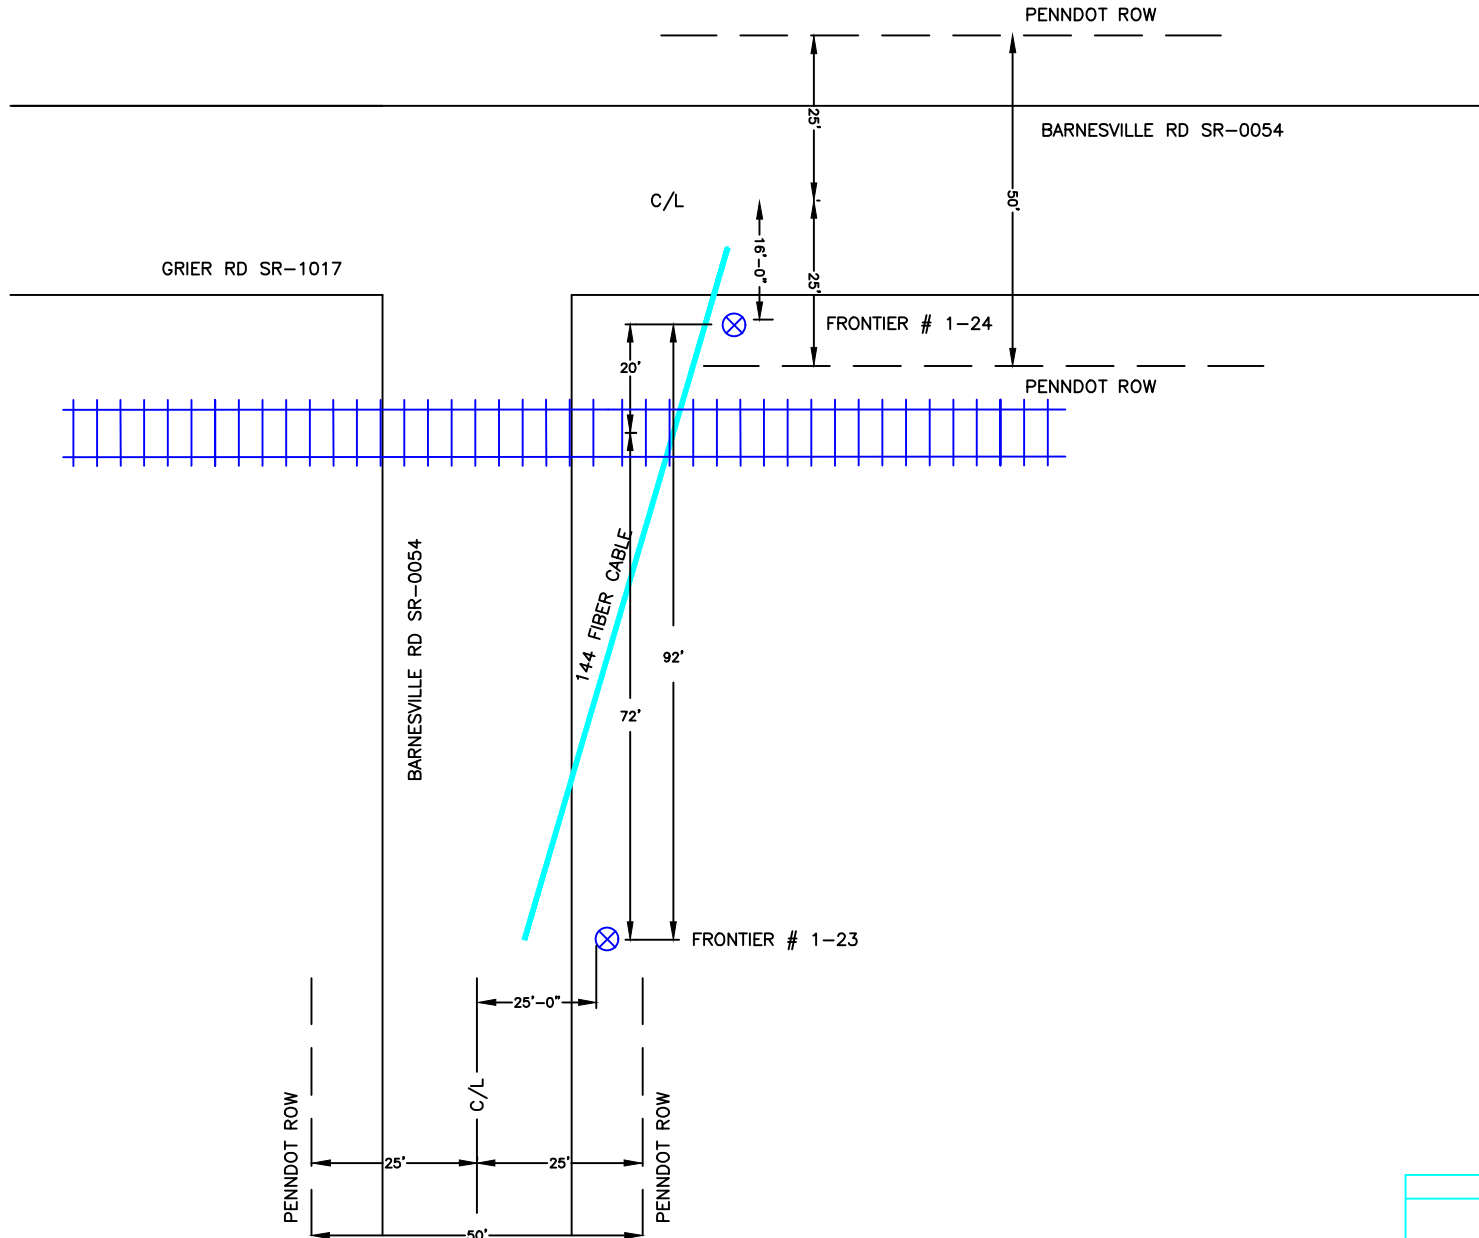 PENNDOT ROW
25'
BARNESVILLE RD SR-0054
C/L
50'
16'-0"
GRIER RD SR-1017
25'
FRONTIER # 1-24
20'
PENNDOT ROW
144 FIBER CABLE
BARNESVILLE RD SR-0054
92'
72'
FRONTIER # 1-23
25'-0"
C/L
PENNDOT ROW
PENNDOT ROW
25'
25'
50'